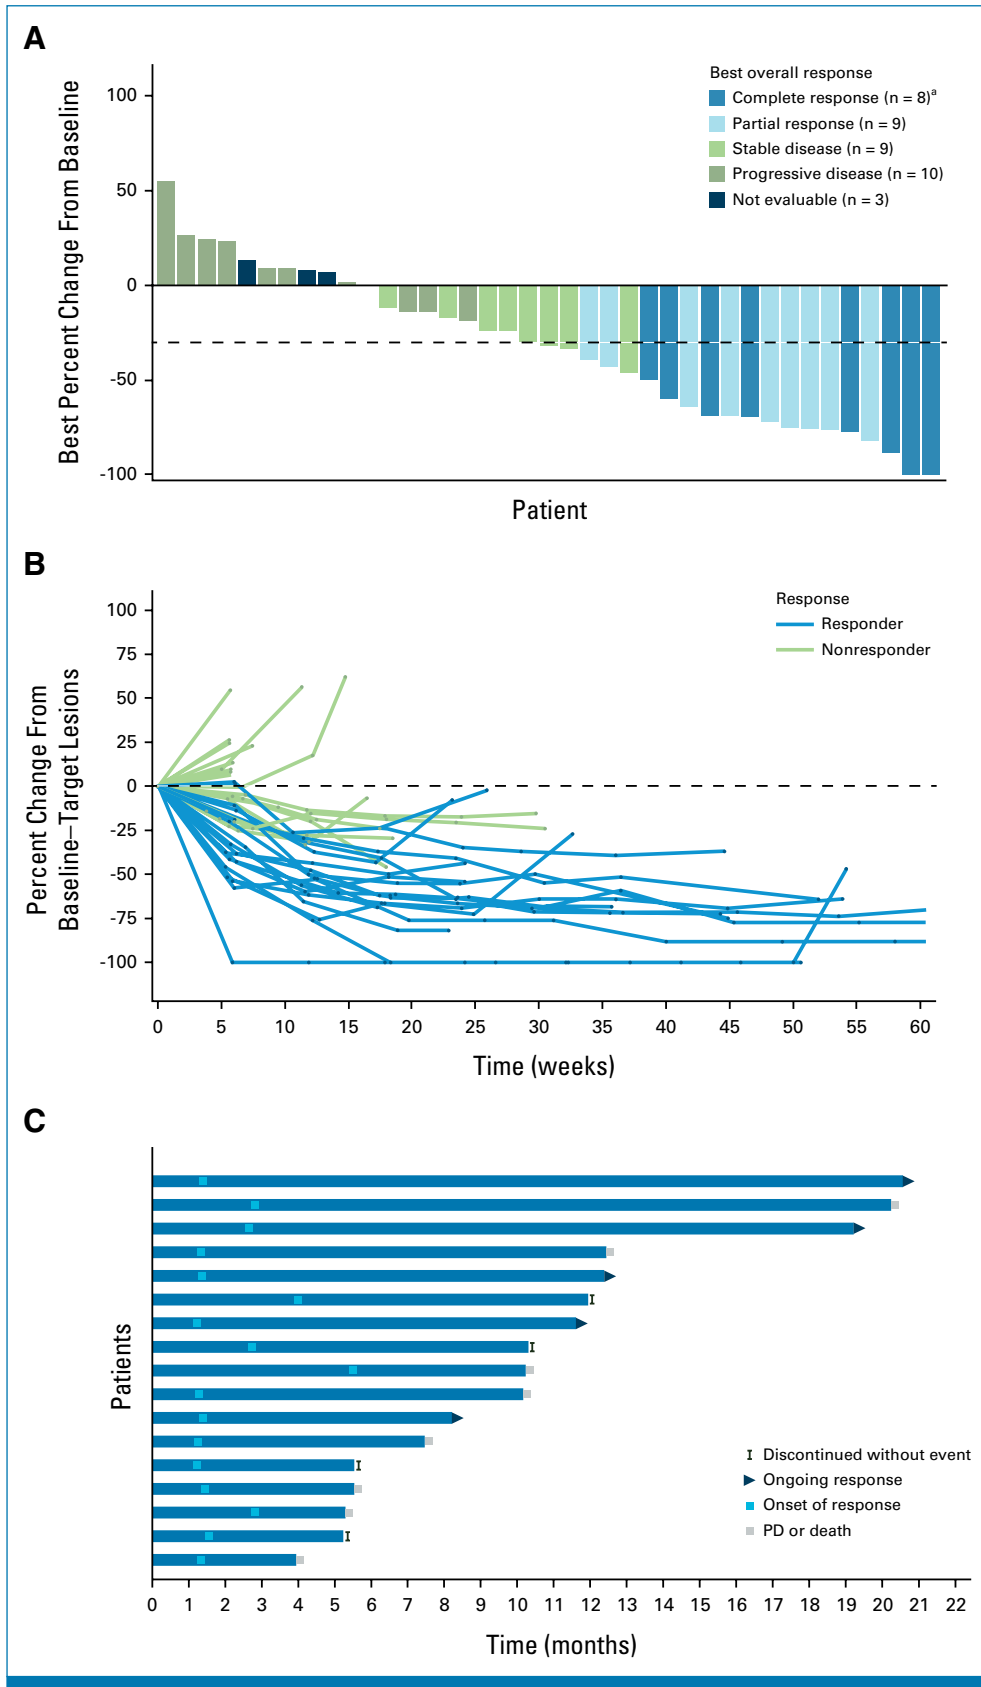 A
Best Percent Change From Baseline
100
50
0
-50
-100
Best overall response
Complete response (n = 8)a
Partial response (n = 9)
Stable disease (n = 9)
Progressive disease (n = 10)
Not evaluable (n = 3)
Patient
B
Percent Change From
Baseline–Target Lesions
100
75
50
25
0
-25
-50
-75
-100
Response
Responder
Nonresponder
0 5 10 15 20 25 30 35 40 45 50 55 60
Time (weeks)
C
Patients
Discontinued without event
Ongoing response
Onset of response
PD or death
0 1 2 3 4 5 6 7 8 9 10 11 12 13 14 15 16 17 18 19 20 21 22
Time (months)